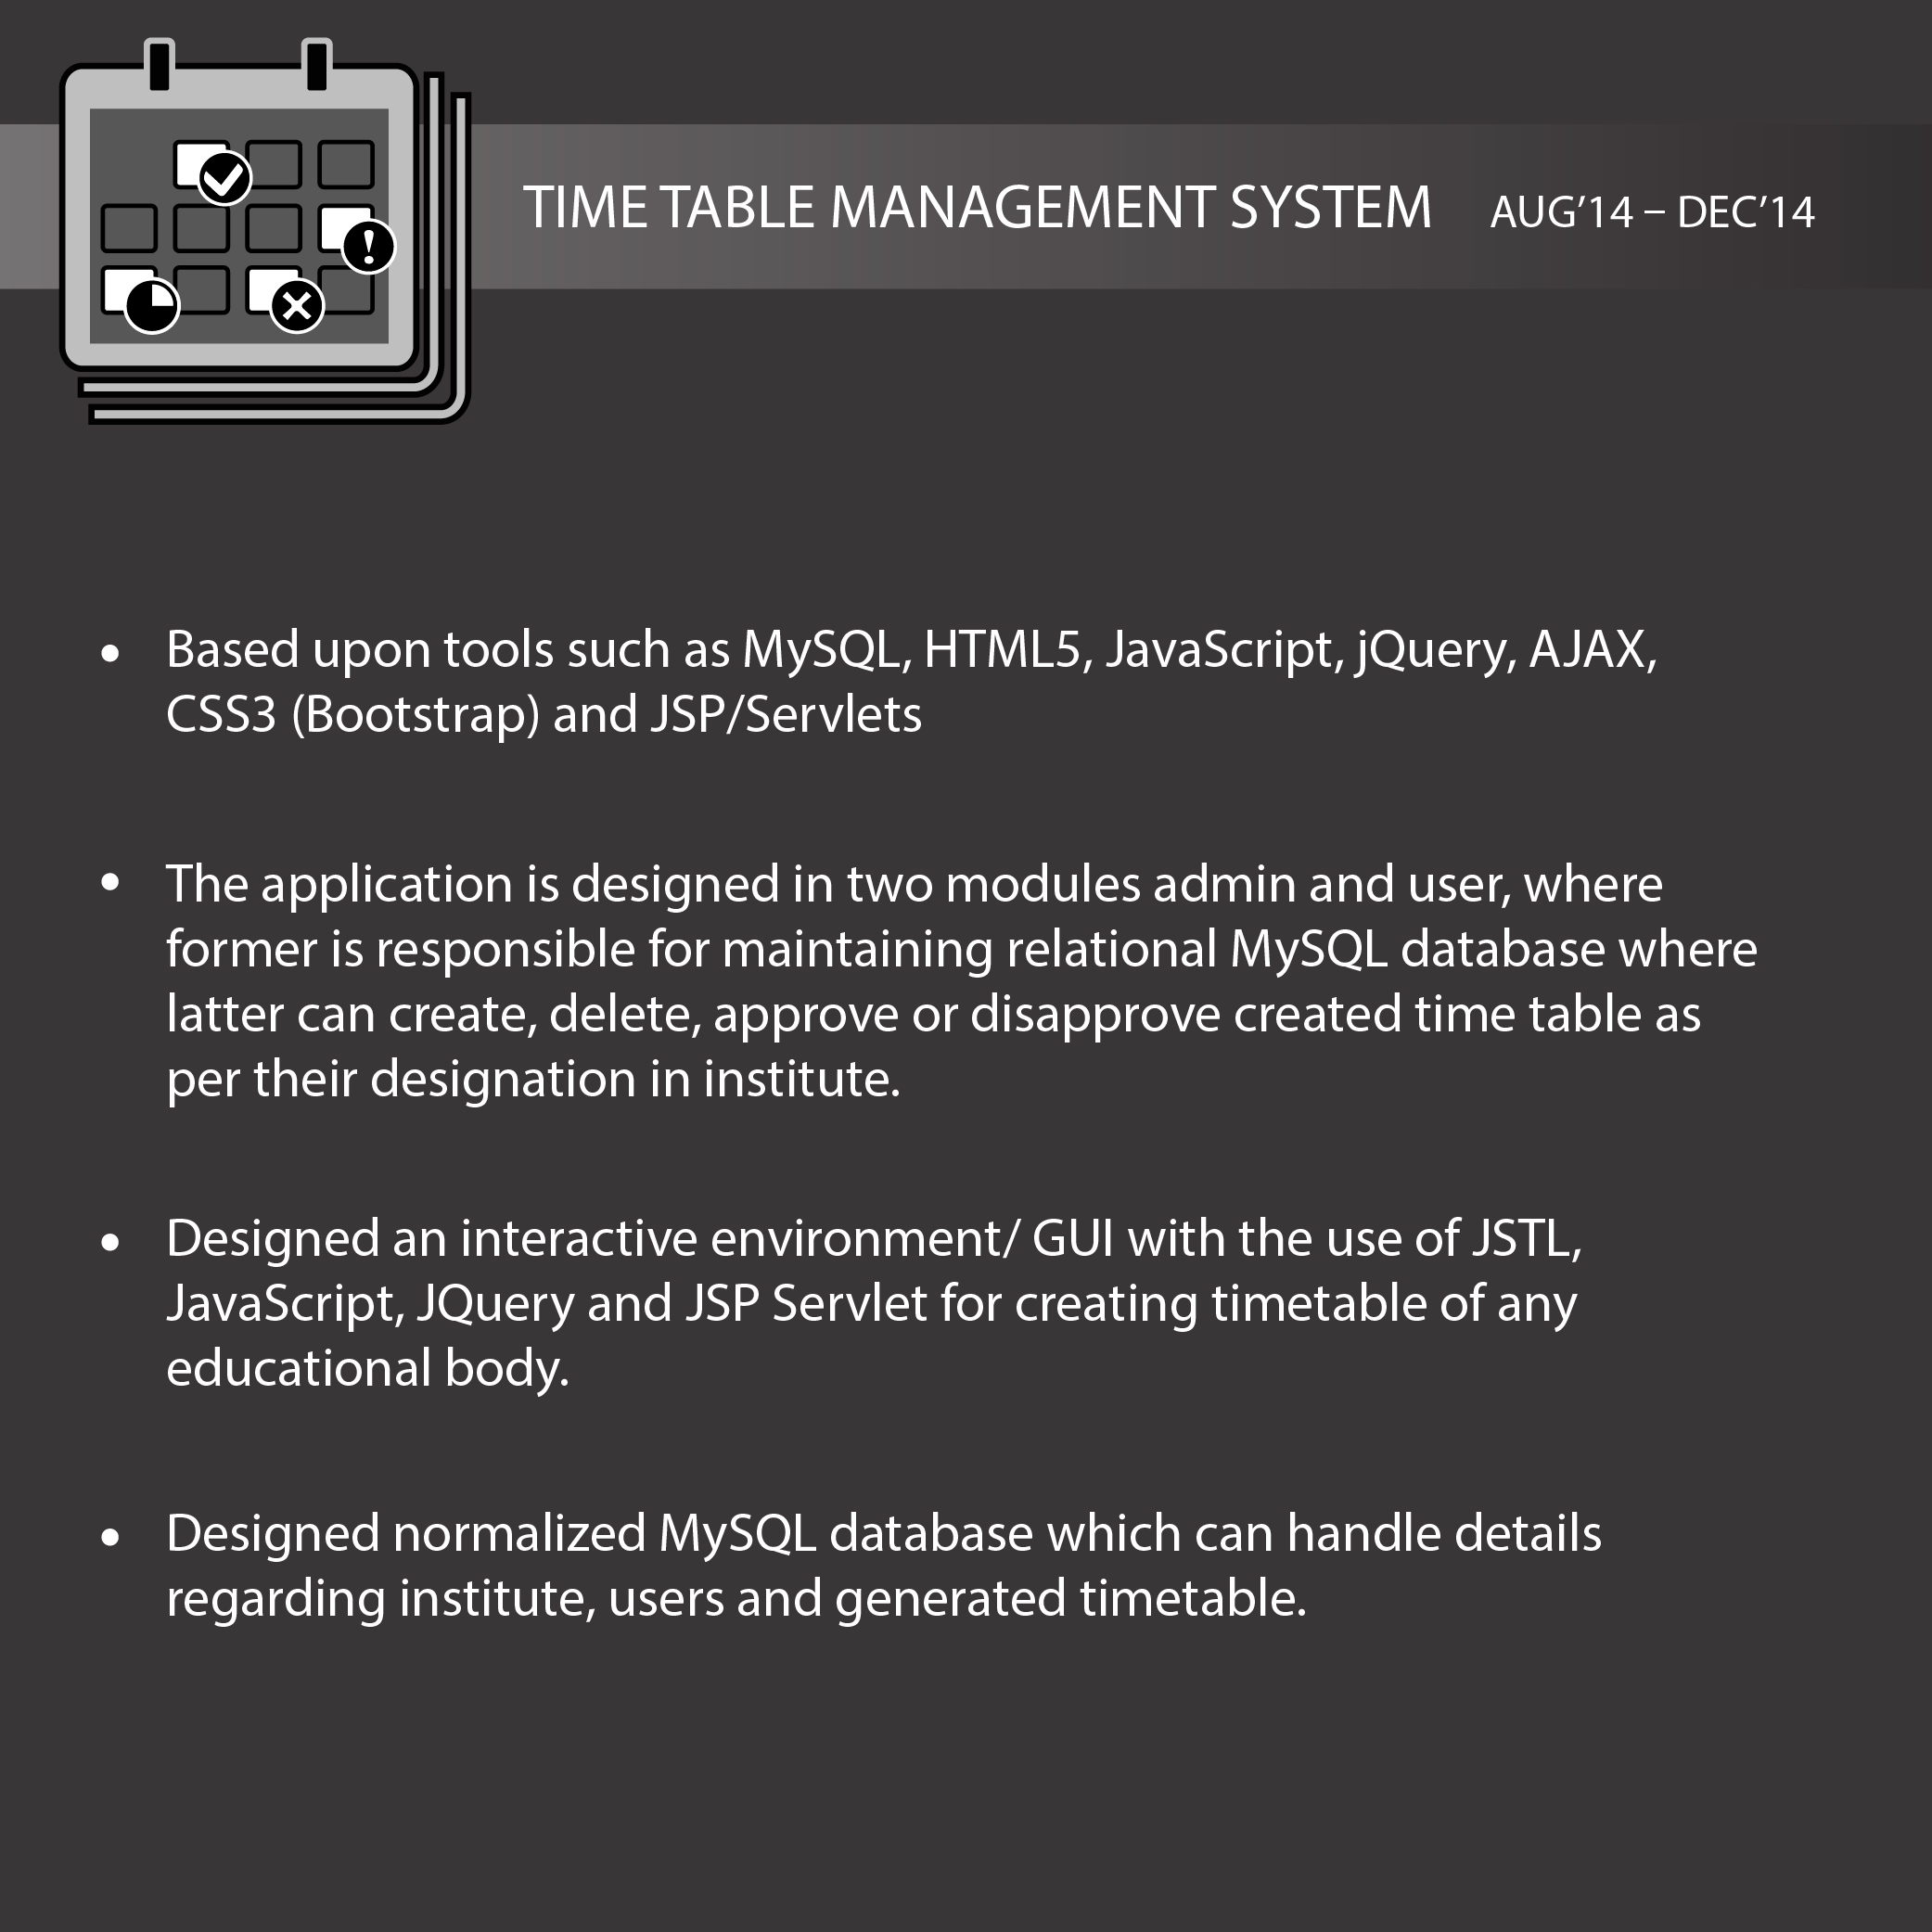 TIME TABLE MANAGEMENT SYSTEM AUG’14 – DEC’14
• Based upon tools such as MySQL, HTML5, JavaScript, jQuery, AJAX,
CSS3 (Bootstrap) and JSP/Servlets
• The application is designed in two modules admin and user, where
former is responsible for maintaining relational MySQL database where
latter can create, delete, approve or disapprove created time table as
per their designation in institute.
• Designed an interactive environment/ GUI with the use of JSTL,
JavaScript, JQuery and JSP Servlet for creating timetable of any
educational body.
• Designed normalized MySQL database which can handle details
regarding institute, users and generated timetable.